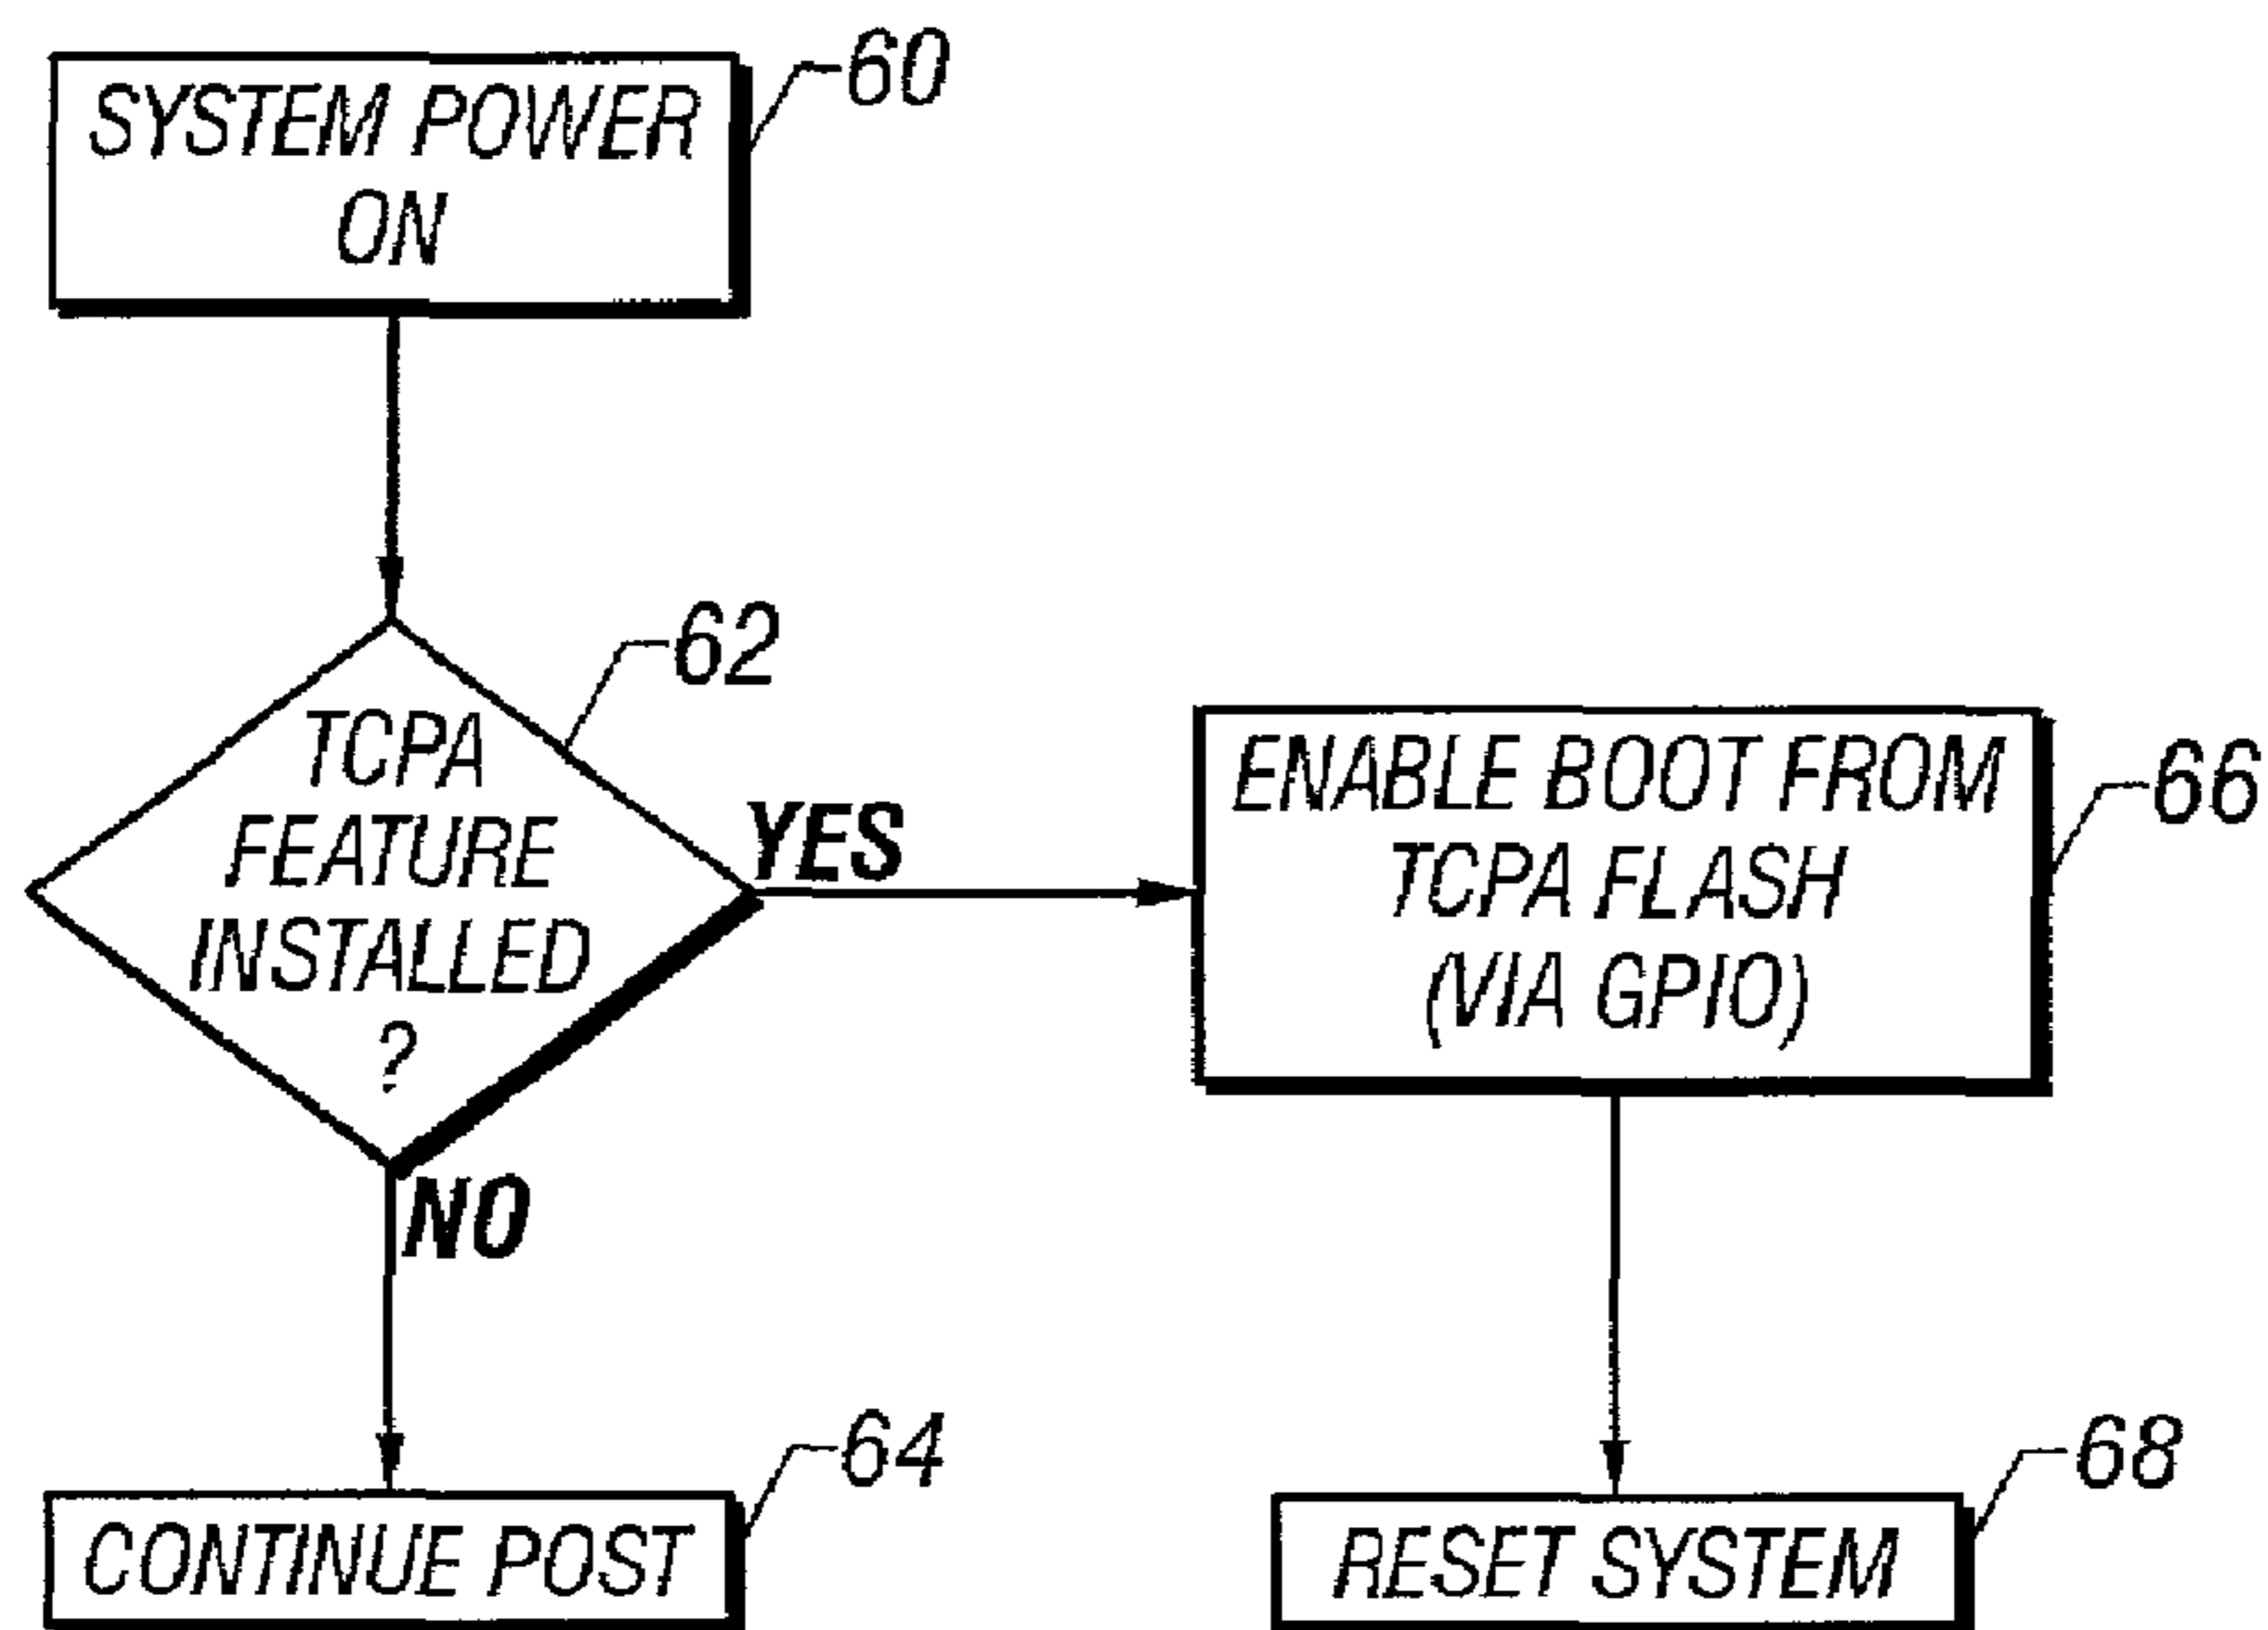 SYSTEM POWER
ON
60
TCPA
FEATURE
INSTALLED
?
62
YES
NO
ENABLE BOOT FROM
TCPA FLASH
(VIA GPIO)
66
CONTINUE POST
64
RESET SYSTEM
68